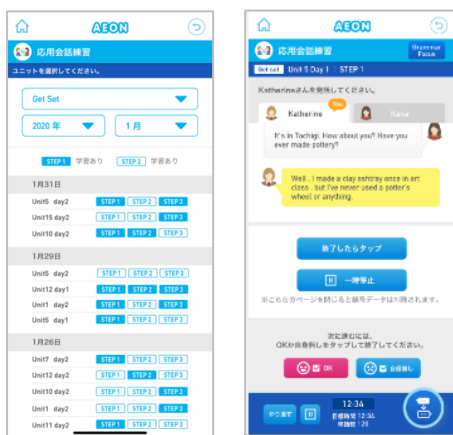 AEON
応用会話練習
ユニットを選択してください。
Get Set
2020 年
1 月
STEP 1 学習あり STEP 2 学習あり
1月31日
Unit5 day2 STEP 1 STEP 2 STEP 3
Unit15 day2 STEP 1 STEP 2 STEP 3
Unit10 day2 STEP 1 STEP 2 STEP 3
1月29日
Unit5 day2 STEP 1 STEP 2 STEP 3
Unit12 day1 STEP 1 STEP 2 STEP 3
Unit1 day2 STEP 1 STEP 2 STEP 3
Unit5 day1 STEP 1 STEP 2 STEP 3
1月26日
Unit7 day2 STEP 1 STEP 2 STEP 3
Unit12 day2 STEP 1 STEP 2 STEP 3
Unit10 day2 STEP 1 STEP 2 STEP 3
Unit1 day2 STEP 1 STEP 2 STEP 3
Unit11 day2 STEP 1 STEP 2 STEP 3
AEON
応用会話練習
Grammar
Focus
Get set Unit 5 Day 1 STEP 1
Katherineさんを発話してください。
You
Katherine
Kana
It's in Tochigi. How about you? Have you
ever made pottery?
Well.. I made a clay ashtray once in art
class.. but I've never used a potter's
wheel or anything.
終了したらタップ
一時停止
※こちらのページを閉じると録音データは削除されます。
次に進むには、
OKか自信無しをタップして終了してください。
OK
自信無し
やり直す
12:34
目標時間 12:34
単語数 120